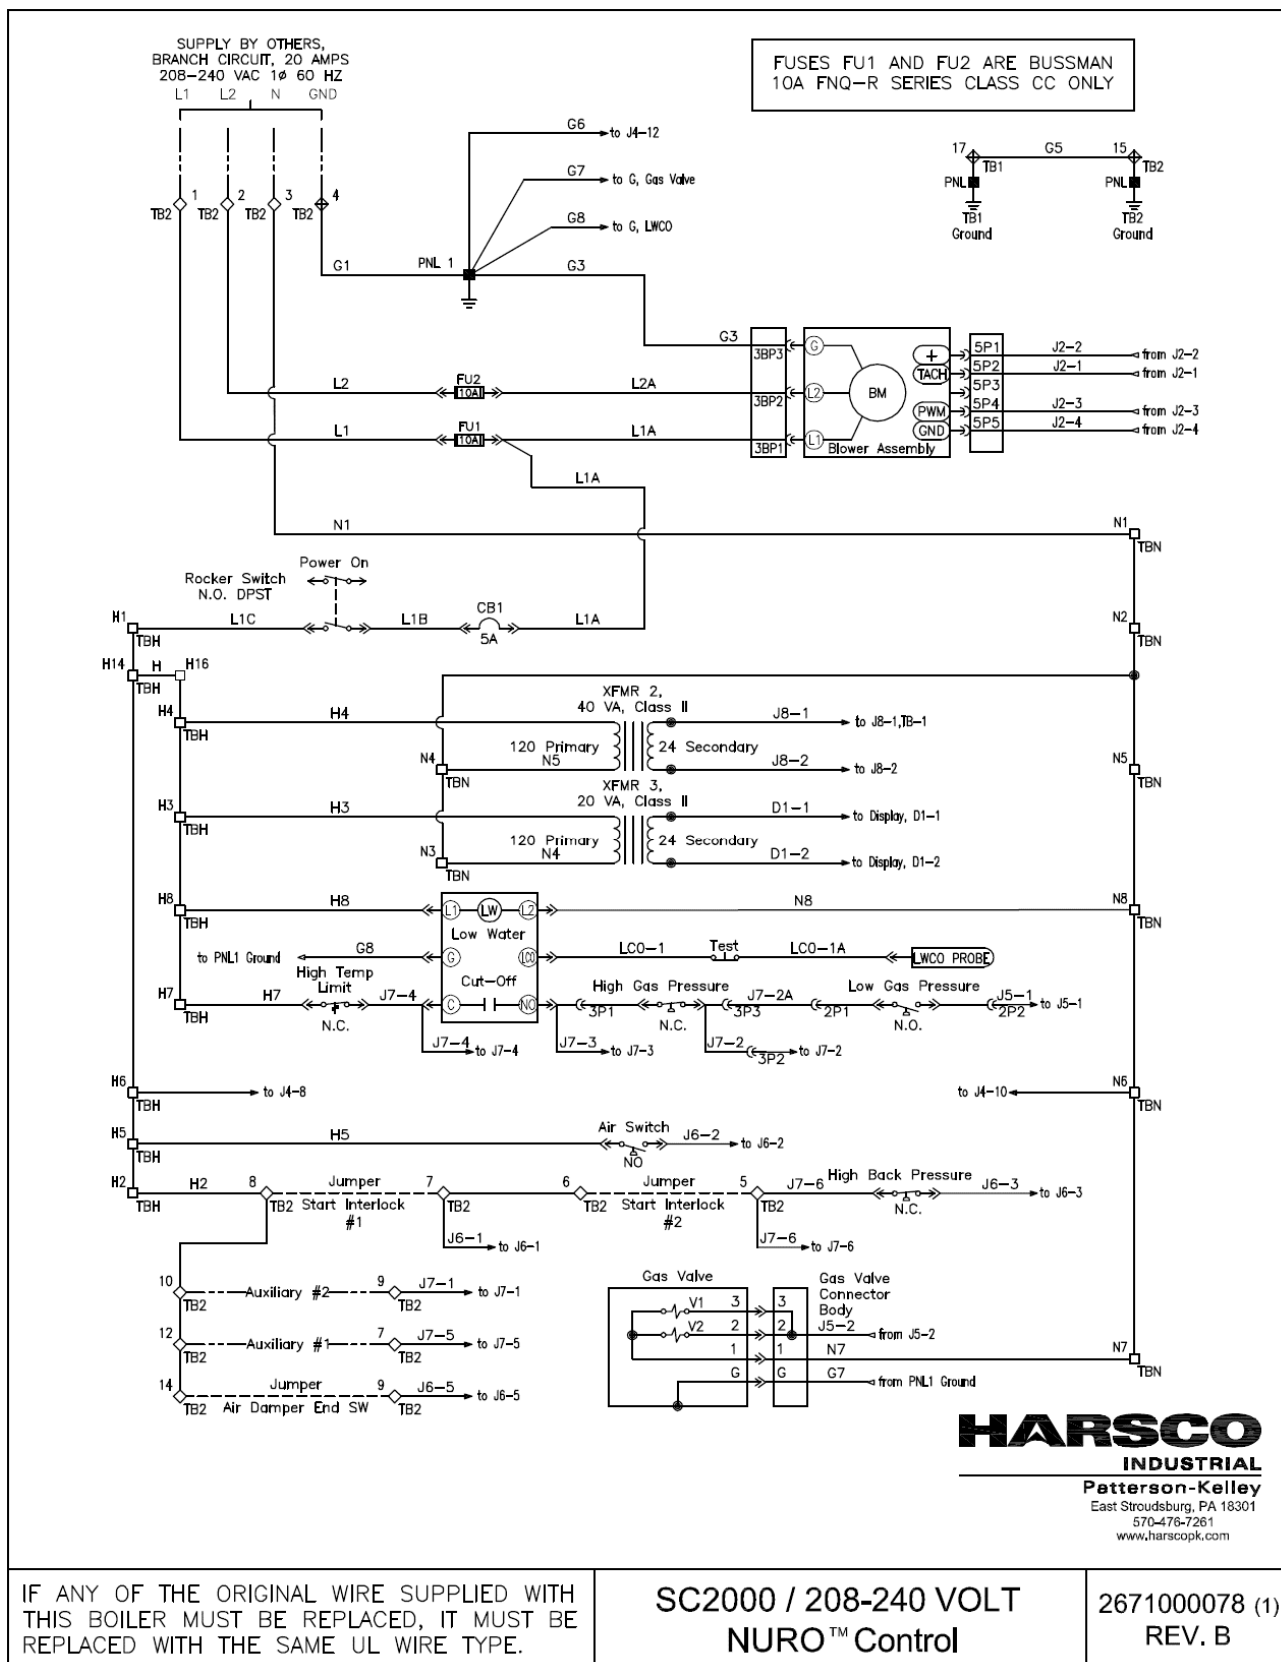 SUPPLY BY OTHERS,
BRANCH CIRCUIT, 20 AMPS
208-240 VAC 1ø 60 HZ
L1 L2 N GND
FUSES FU1 AND FU2 ARE BUSSMAN
10A FNQ-R SERIES CLASS CC ONLY
G6 to J4-12
G7 to G, Gas Valve
G8 to G, LWCO
17 G5 15
TB1 TB2
PNL PNL
TB1 TB2
Ground Ground
1 2 3 4
TB2 TB2 TB2 TB2
G1 PNL 1 G3
G3 3BP3 G + 5P1 J2-2 from J2-2
TACH 5P2 J2-1 from J2-1
L2 FU2 L2A 5P3
10A 3BP2 L2 BM
PWM 5P4 J2-3 from J2-3
L1 FU1 L1A GND 5P5 J2-4 from J2-4
10A 3BP1 L1 Blower Assembly
L1A
N1 N1
TBN
Power On
Rocker Switch
N.O. DPST
H1 L1C L1B CB1 L1A N2
TBH 5A TBN
H14 H H16
TBH
XFMR 2,
40 VA, Class II
H4 H4 J8-1 to J8-1,TB-1
TBH
120 Primary 24 Secondary
N4 N5 J8-2 to J8-2 N5
TBN TBN
XFMR 3,
20 VA, Class II
H3 H3 D1-1 to Display, D1-1
TBH
120 Primary 24 Secondary
N3 N4 D1-2 to Display, D1-2
TBN
H8 H8 L1 LW L2 N8 N8
TBH TBN
Low Water
to PNL1 Ground G8 G LCO LCO-1 Test LCO-1A LWCO PROBE
High Temp
Limit
Cut-Off
High Gas Pressure Low Gas Pressure
H7 H7 J7-4 C NO J7-2A J5-1 to J5-1
TBH N.C. 3P1 N.C. 3P3 2P1 N.O. 2P2
J7-4 to J7-4 J7-3 to J7-3 J7-2 to J7-2
3P2
H6 to J4-8 to J4-10 N6
TBH TBN
H5 H5 Air Switch J6-2 to J6-2
TBH NO
H2 H2 8 Jumper 7 6 Jumper 5 J7-6 High Back Pressure J6-3 to J6-3
TBH TB2 Start Interlock TB2 TB2 Start Interlock TB2 N.C.
#1 #2
J6-1 to J6-1 J7-6 to J7-6
10 Auxiliary #2 9 J7-1 to J7-1
TB2 TB2
12 Auxiliary #1 7 J7-5 to J7-5
TB2 TB2
14 Jumper 9 J6-5 to J6-5
TB2 Air Damper End SW TB2
Gas Valve Gas Valve
Connector
Body
V1 3 3
V2 2 2 J5-2 from J5-2
1 1 N7 N7
TBN
G G G7 from PNL1 Ground
HARSCO
INDUSTRIAL
Patterson-Kelley
East Stroudsburg, PA 18301
570-476-7261
www.harscopk.com
IF ANY OF THE ORIGINAL WIRE SUPPLIED WITH
THIS BOILER MUST BE REPLACED, IT MUST BE
REPLACED WITH THE SAME UL WIRE TYPE.
SC2000 / 208-240 VOLT
NURO™ Control
2671000078 (1)
REV. B